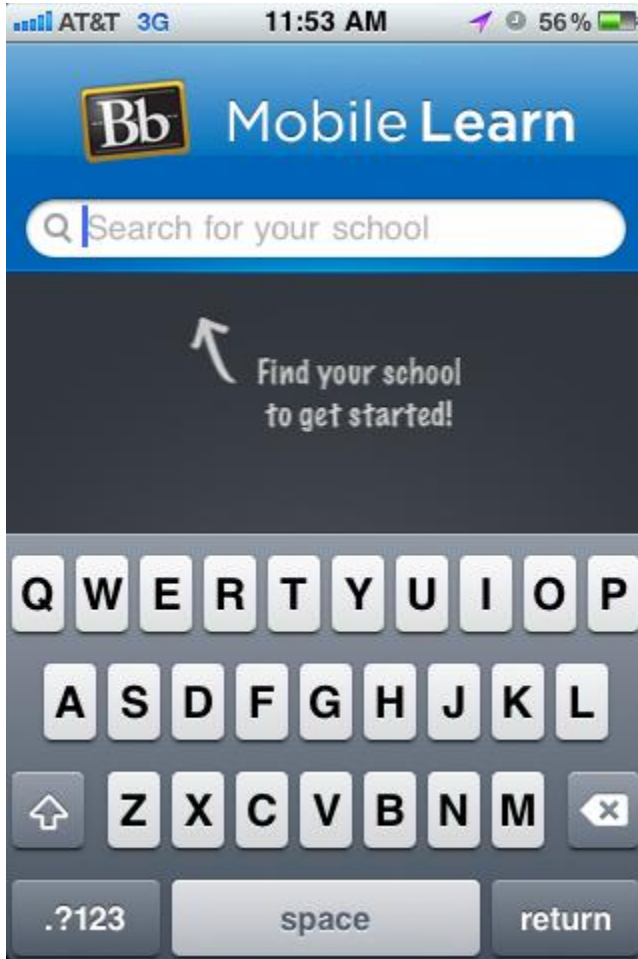 AT&T 3G 11:53 AM 56%
Bb Mobile Learn
Search for your school
Find your school
to get started!
Q W E R T Y U I O P
A S D F G H J K L
Z X C V B N M
.?123 space return